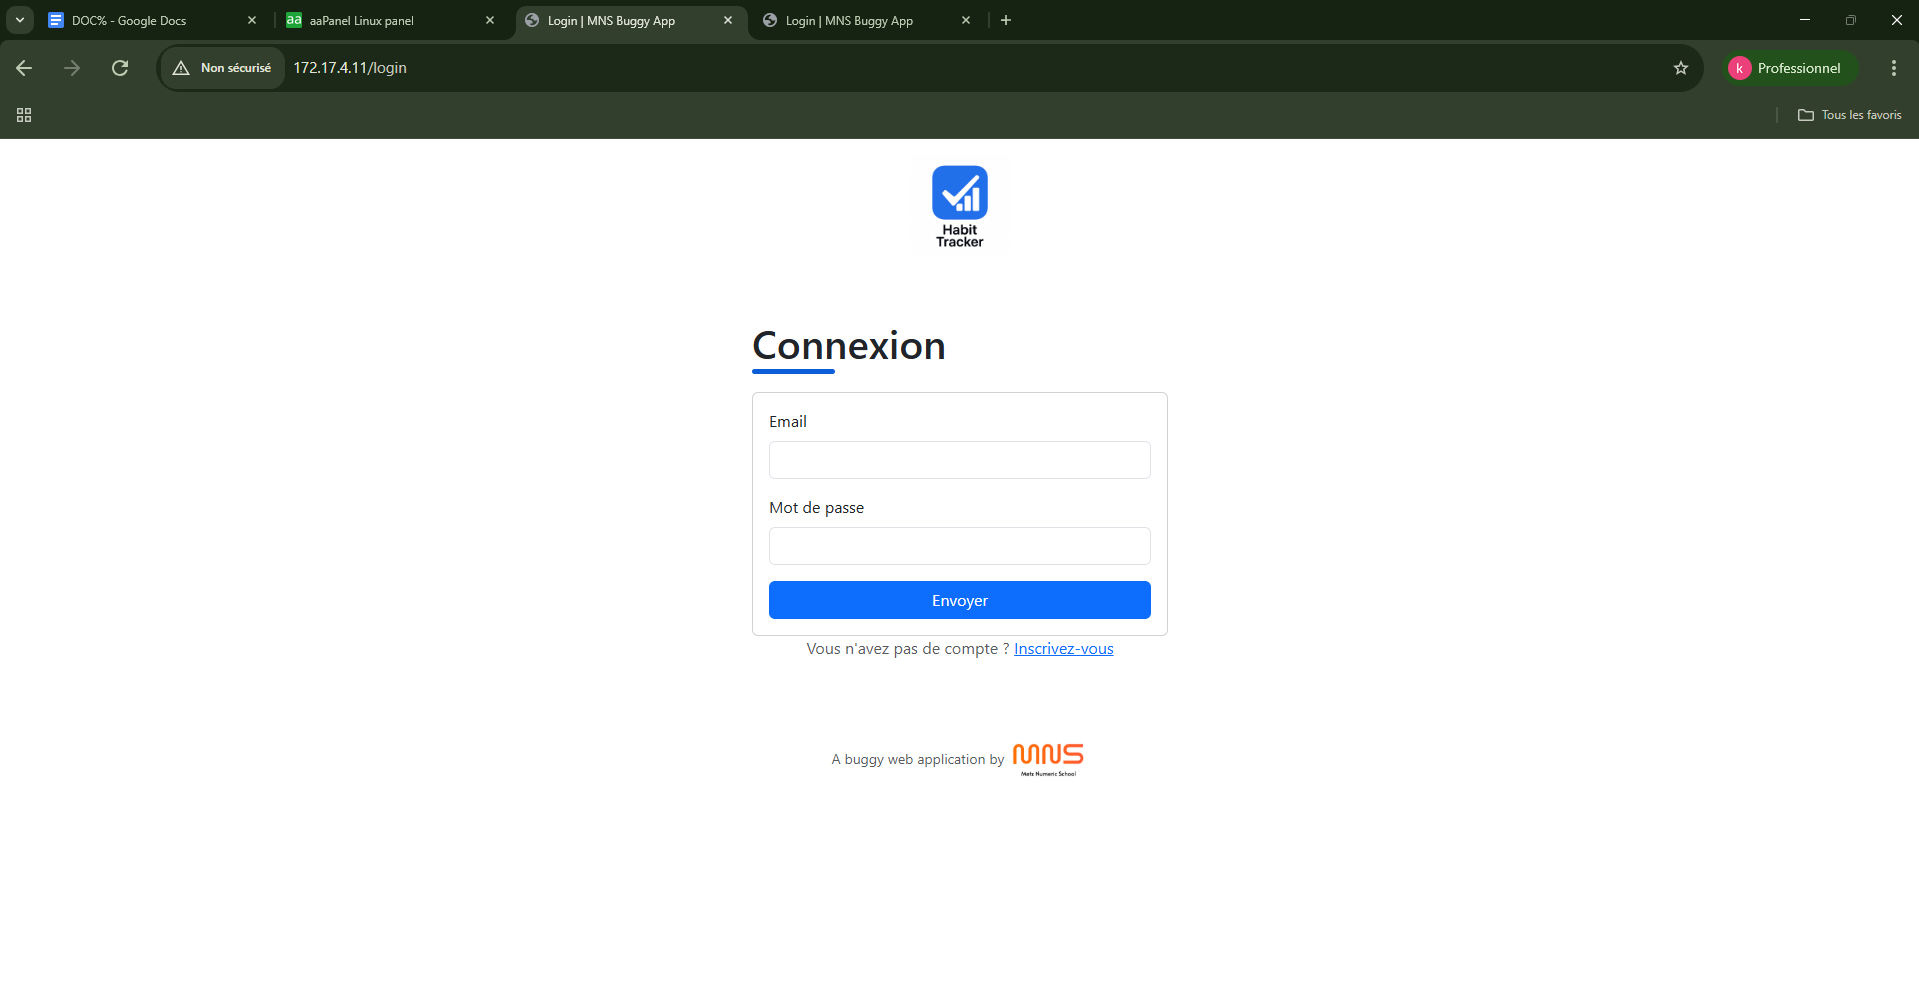 DOC% - Google Docs
aaPanel Linux panel
Login | MNS Buggy App
Login | MNS Buggy App
Non sécurisé
172.17.4.11/login
k
Professionnel
Tous les favoris
Habit
Tracker
Connexion
Email
Mot de passe
Envoyer
Vous n'avez pas de compte ? Inscrivez-vous
A buggy web application by
MNS
Metz Numeric School